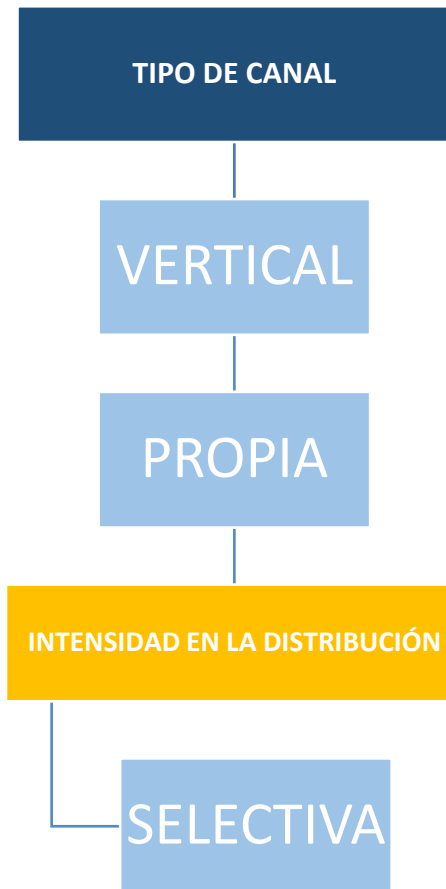 TIPO DE CANAL
VERTICAL
PROPIA
INTENSIDAD EN LA DISTRIBUCIÓN
SELECTIVA